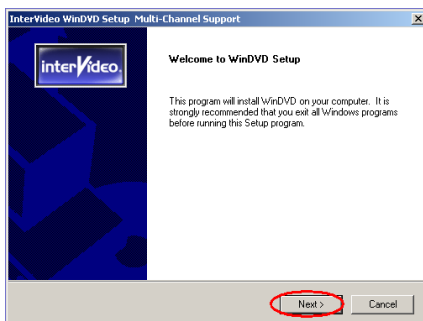 InterVideo WinDVD Setup Multi-Channel Support
interVideo.
Welcome to WinDVD Setup
This program will install WinDVD on your computer. It is
strongly recommended that you exit all Windows programs
before running this Setup program.
Next >
Cancel